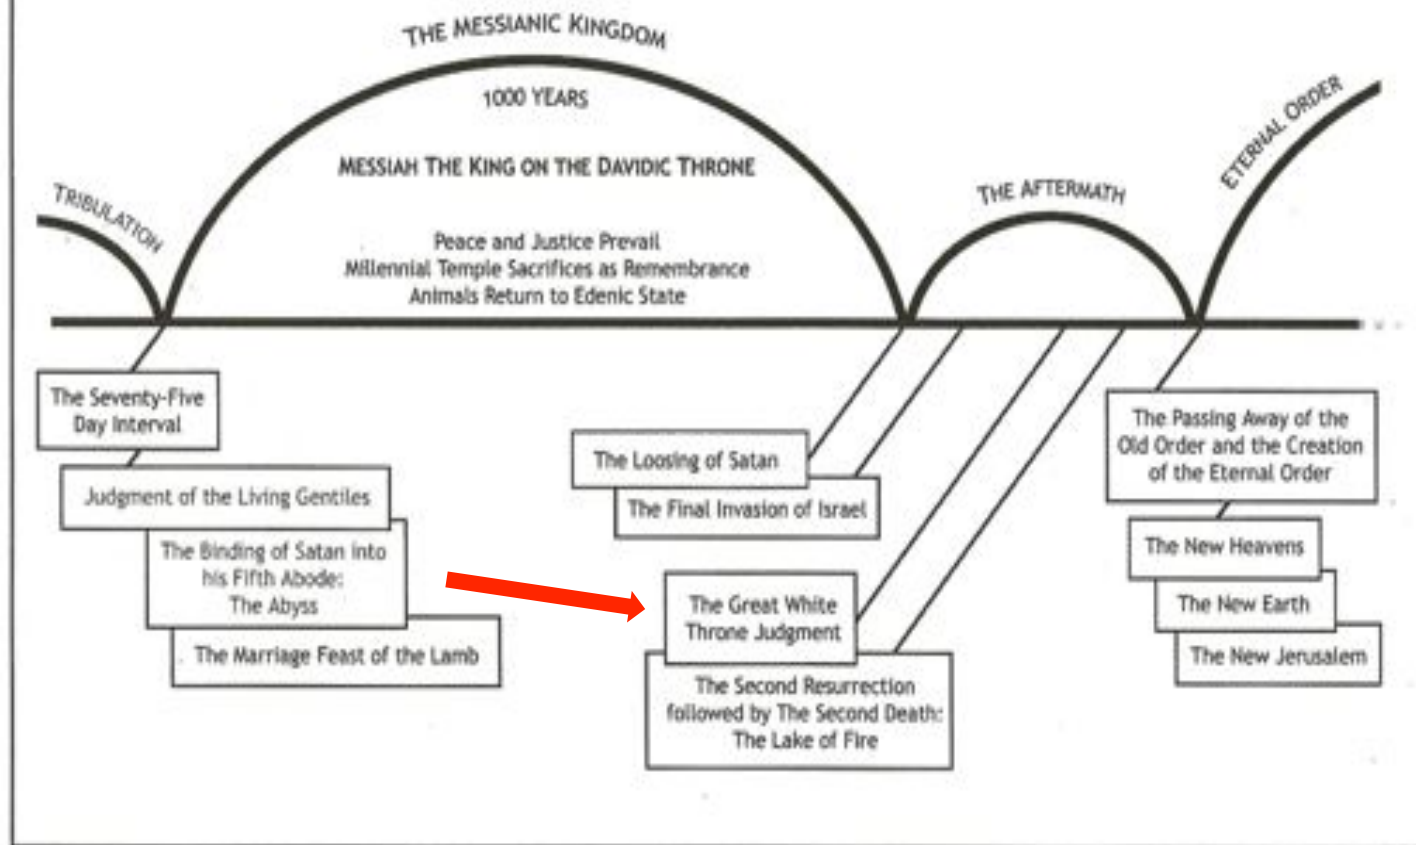 THE MESSIANIC KINGDOM
1000 YEARS
MESSIAH THE KING ON THE DAVIDIC THRONE
Peace and Justice Prevail
Millennial Temple Sacrifices as Remembrance
Animals Return to Edenic State
TRIBULATION
THE AFTERMATH
ETERNAL ORDER
The Seventy-Five
Day Interval
Judgment of the Living Gentiles
The Binding of Satan into
his Fifth Abode:
The Abyss
The Marriage Feast of the Lamb
The Loosing of Satan
The Final Invasion of Israel
The Great White
Throne Judgment
The Second Resurrection
followed by The Second Death:
The Lake of Fire
The Passing Away of the
Old Order and the Creation
of the Eternal Order
The New Heavens
The New Earth
The New Jerusalem